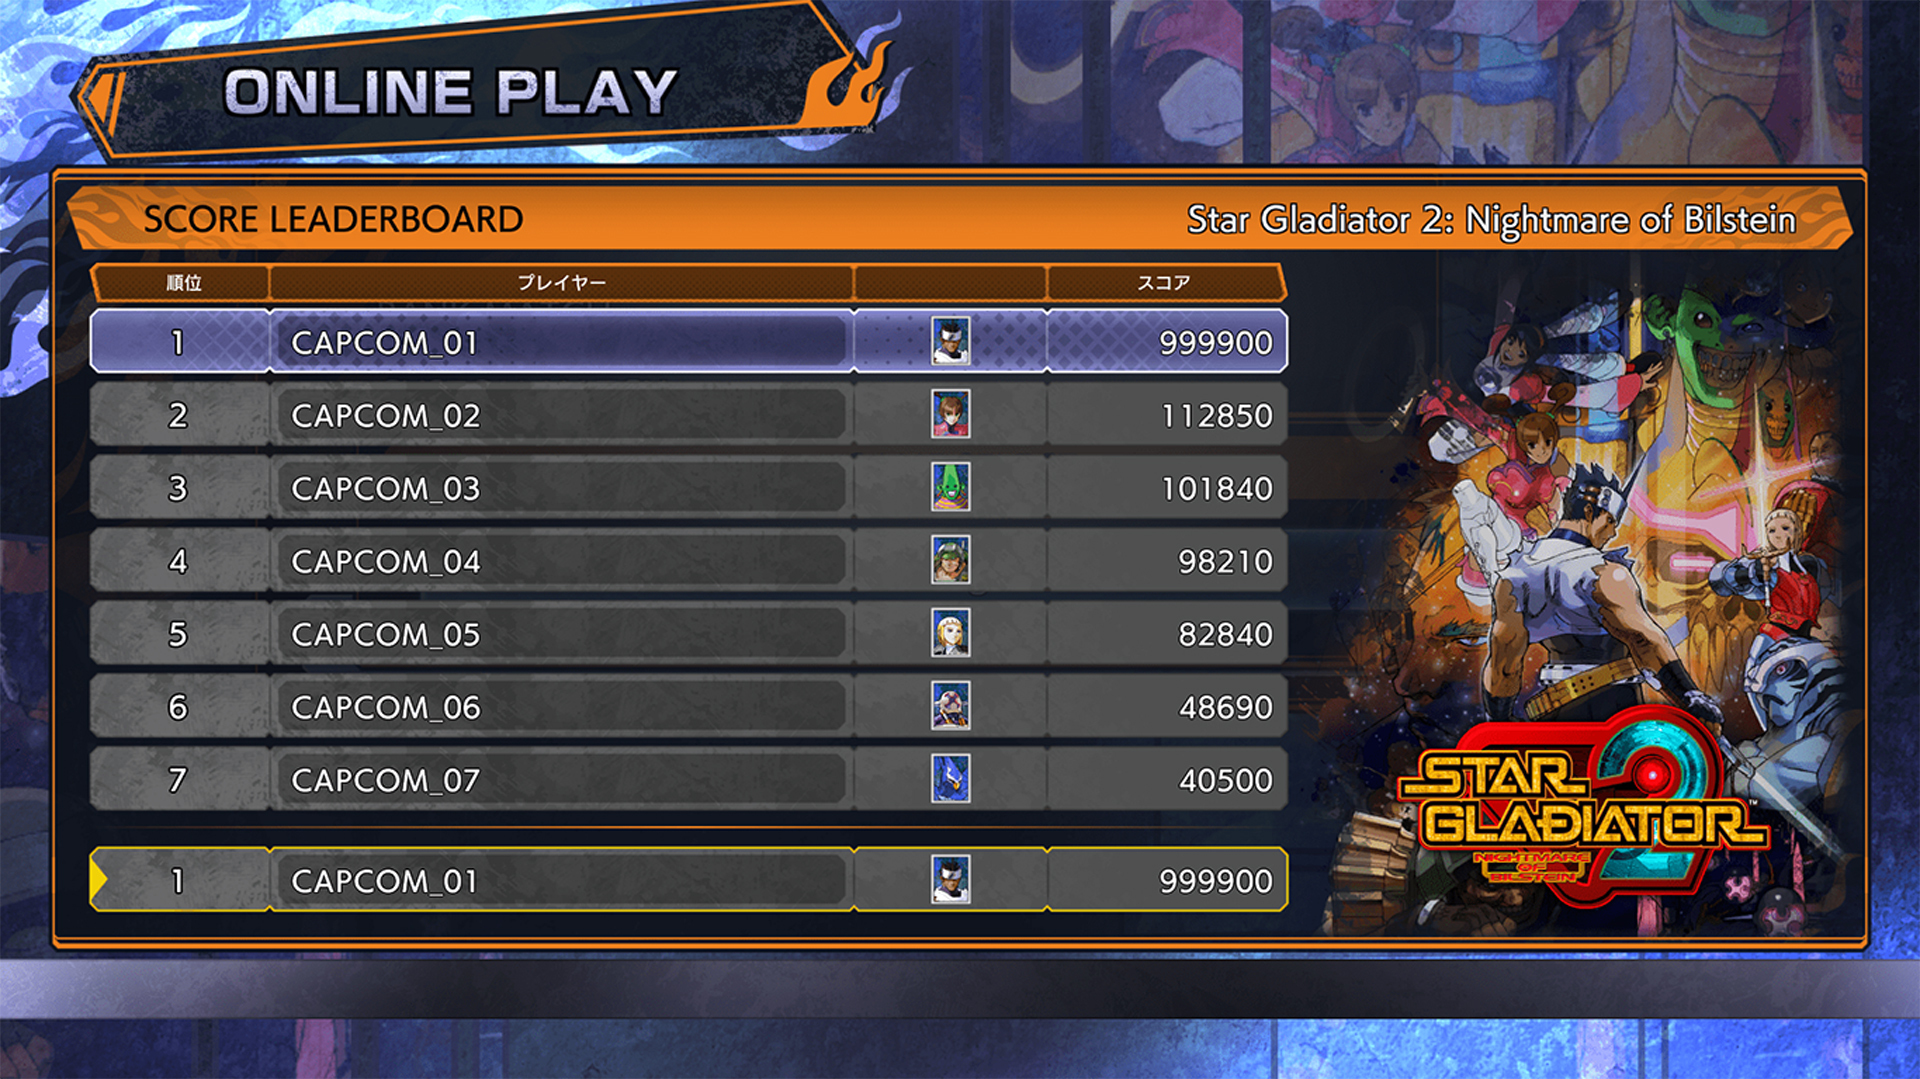 ONLINE PLAY
SCORE LEADERBOARD
Star Gladiator 2: Nightmare of Bilstein
順位 プレイヤー スコア
1 CAPCOM_01 999900
2 CAPCOM_02 112850
3 CAPCOM_03 101840
4 CAPCOM_04 98210
5 CAPCOM_05 82840
6 CAPCOM_06 48690
7 CAPCOM_07 40500
1 CAPCOM_01 999900
STAR
GLADIATOR™
2
NIGHTMARE
OF
BILSTEIN